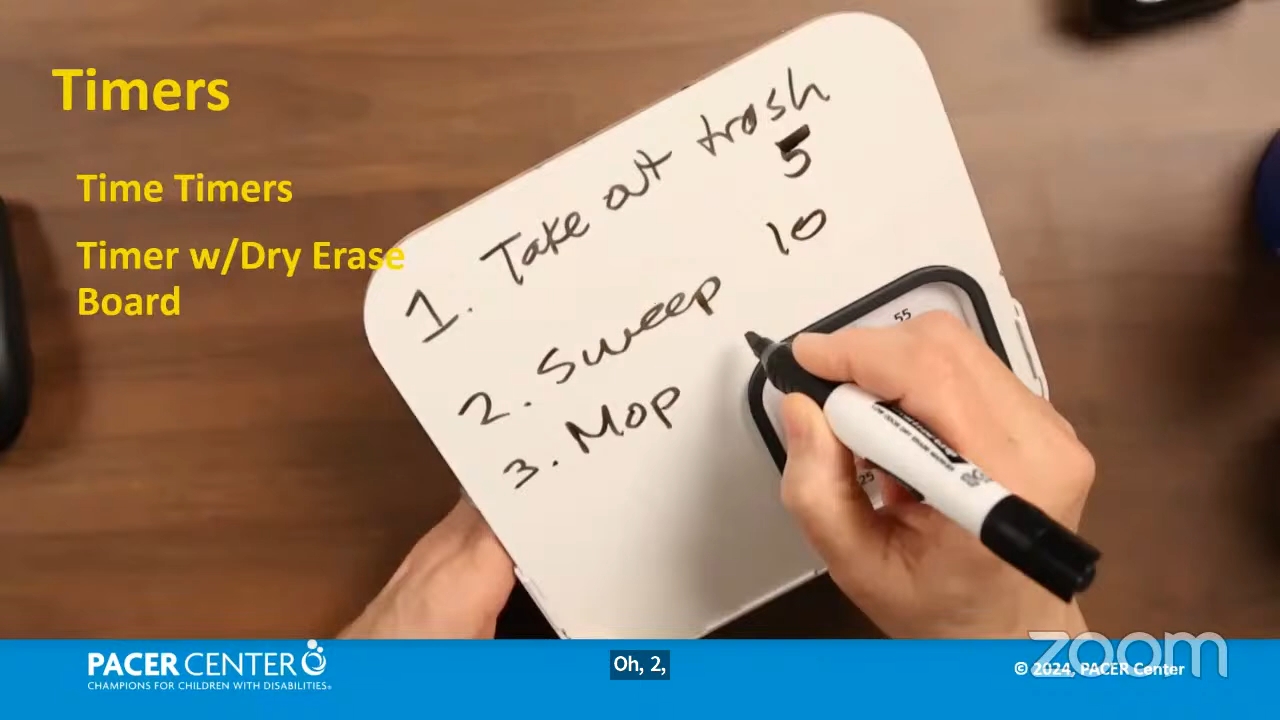 Timers
Time Timers
Timer w/Dry Erase
Board
1. Take out trash
5
2. Sweep
10
3. Mop
55
25
PACER CENTER
CHAMPIONS FOR CHILDREN WITH DISABILITIES.
Oh, 2,
zoom
© 2024, PACER Center